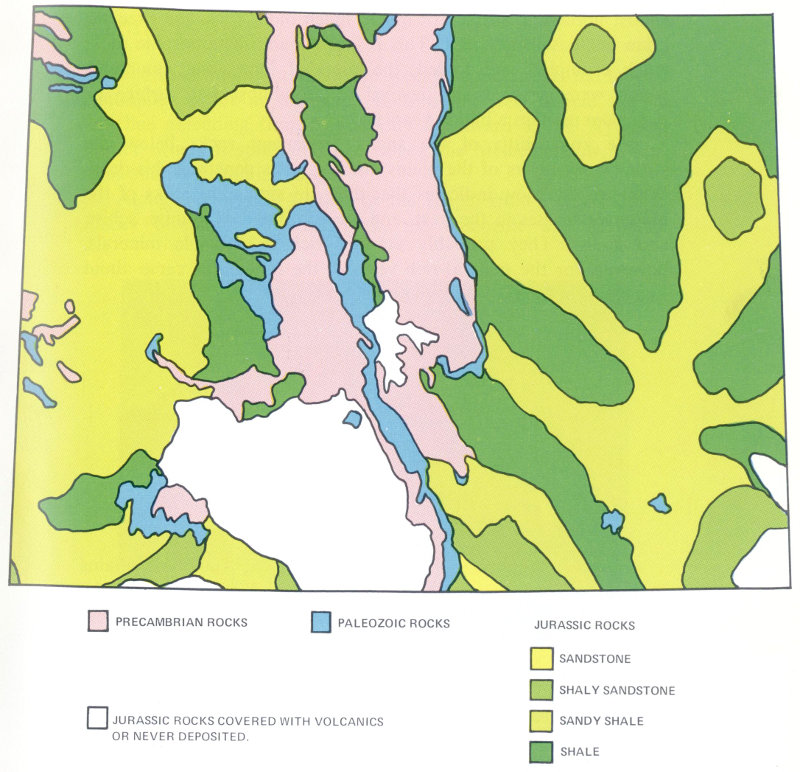 PRECAMBRIAN ROCKS
PALEOZOIC ROCKS
JURASSIC ROCKS
SANDSTONE
SHALY SANDSTONE
SANDY SHALE
SHALE
JURASSIC ROCKS COVERED WITH VOLCANICS
OR NEVER DEPOSITED.